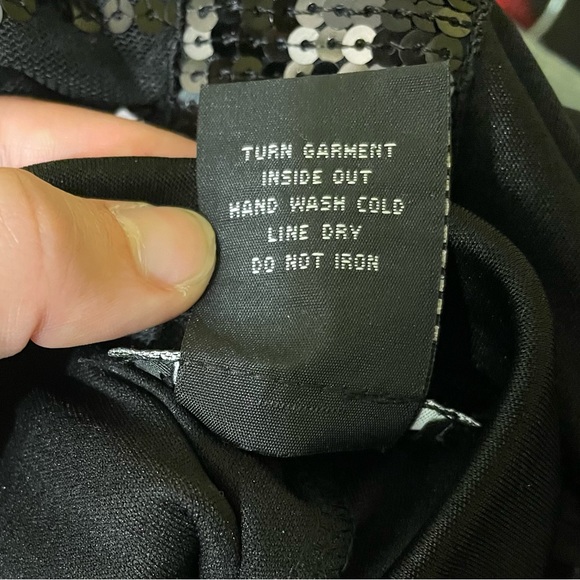 TURN GARMENT
INSIDE OUT
HAND WASH COLD
LINE DRY
DO NOT IRON